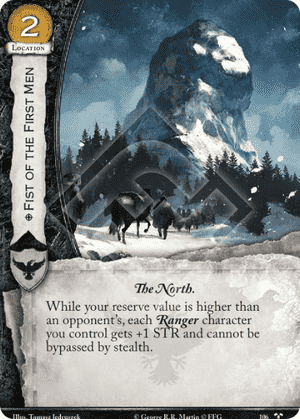 2
LOCATION
FIST OF THE FIRST MEN
The North.
While your reserve value is higher than
an opponent's, each Ranger character
you control gets +1 STR and cannot be
bypassed by stealth.
Illus. Tomasz Jedruszek
© George R.R. Martin © FFG
106